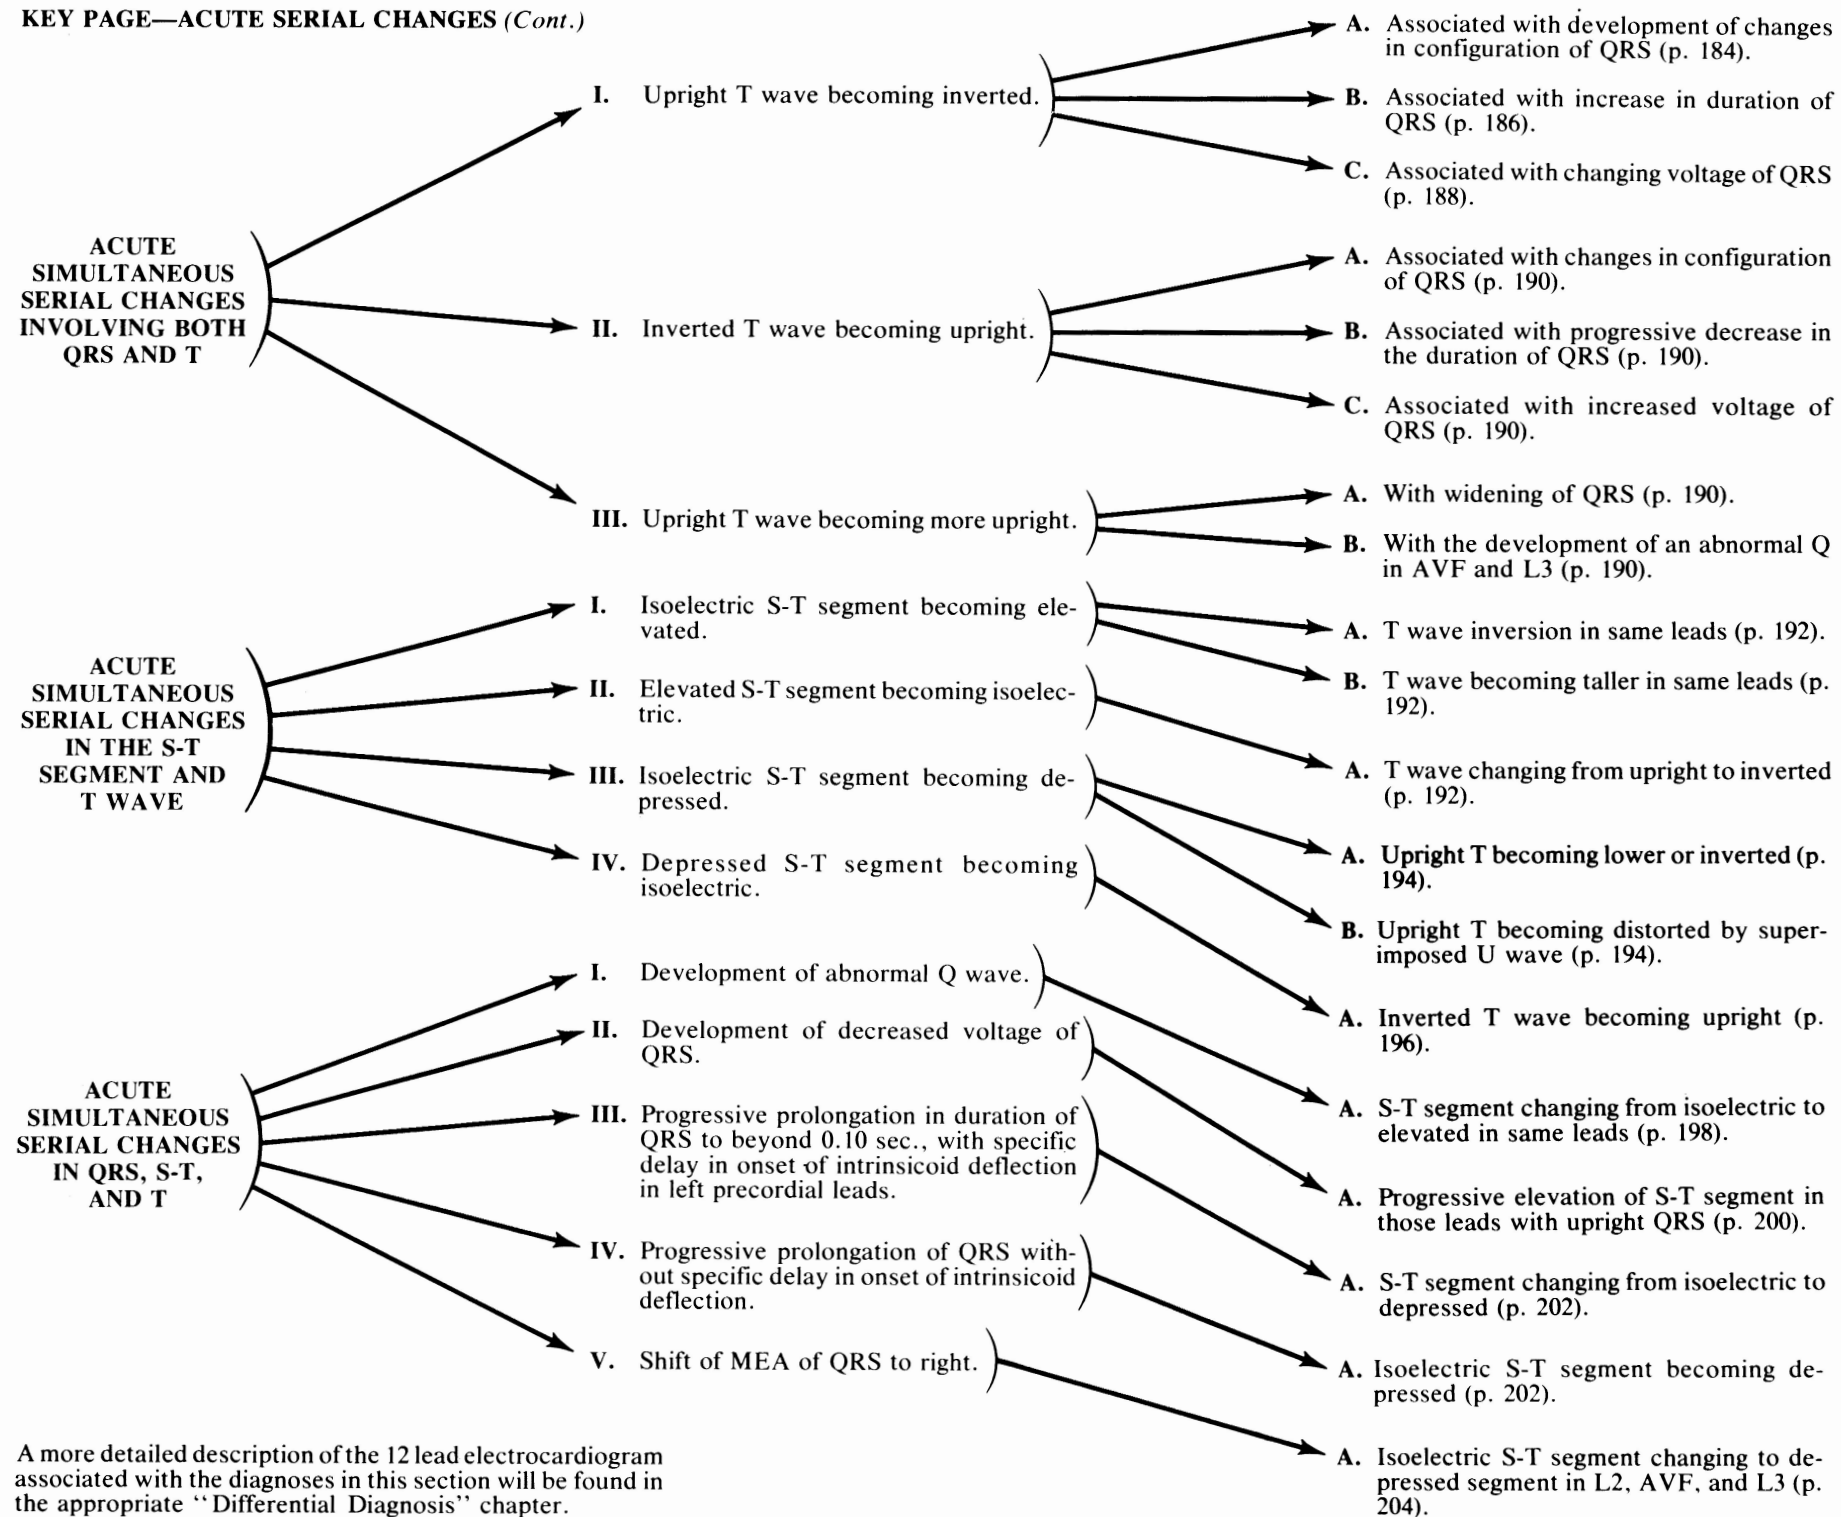 KEY PAGE—ACUTE SERIAL CHANGES (Cont.)
ACUTE
SIMULTANEOUS
SERIAL CHANGES
INVOLVING BOTH
QRS AND T
I. Upright T wave becoming inverted.
A. Associated with development of changes
in configuration of QRS (p. 184).
B. Associated with increase in duration of
QRS (p. 186).
C. Associated with changing voltage of QRS
(p. 188).
II. Inverted T wave becoming upright.
A. Associated with changes in configuration
of QRS (p. 190).
B. Associated with progressive decrease in
the duration of QRS (p. 190).
C. Associated with increased voltage of
QRS (p. 190).
III. Upright T wave becoming more upright.
A. With widening of QRS (p. 190).
B. With the development of an abnormal Q
in AVF and L3 (p. 190).
ACUTE
SIMULTANEOUS
SERIAL CHANGES
IN THE S-T
SEGMENT AND
T WAVE
I. Isoelectric S-T segment becoming ele-
vated.
A. T wave inversion in same leads (p. 192).
B. T wave becoming taller in same leads (p.
192).
II. Elevated S-T segment becoming isoelec-
tric.
A. T wave changing from upright to inverted
(p. 192).
III. Isoelectric S-T segment becoming de-
pressed.
A. Upright T becoming lower or inverted (p.
194).
B. Upright T becoming distorted by super-
imposed U wave (p. 194).
IV. Depressed S-T segment becoming
isoelectric.
A. Inverted T wave becoming upright (p.
196).
ACUTE
SIMULTANEOUS
SERIAL CHANGES
IN QRS, S-T,
AND T
I. Development of abnormal Q wave.
A. S-T segment changing from isoelectric to
elevated in same leads (p. 198).
II. Development of decreased voltage of
QRS.
A. Progressive elevation of S-T segment in
those leads with upright QRS (p. 200).
III. Progressive prolongation in duration of
QRS to beyond 0.10 sec., with specific
delay in onset of intrinsicoid deflection
in left precordial leads.
A. S-T segment changing from isoelectric to
depressed (p. 202).
IV. Progressive prolongation of QRS with-
out specific delay in onset of intrinsicoid
deflection.
A. Isoelectric S-T segment becoming de-
pressed (p. 202).
V. Shift of MEA of QRS to right.
A. Isoelectric S-T segment changing to de-
pressed segment in L2, AVF, and L3 (p.
204).
A more detailed description of the 12 lead electrocardiogram
associated with the diagnoses in this section will be found in
the appropriate ‘‘Differential Diagnosis’’ chapter.